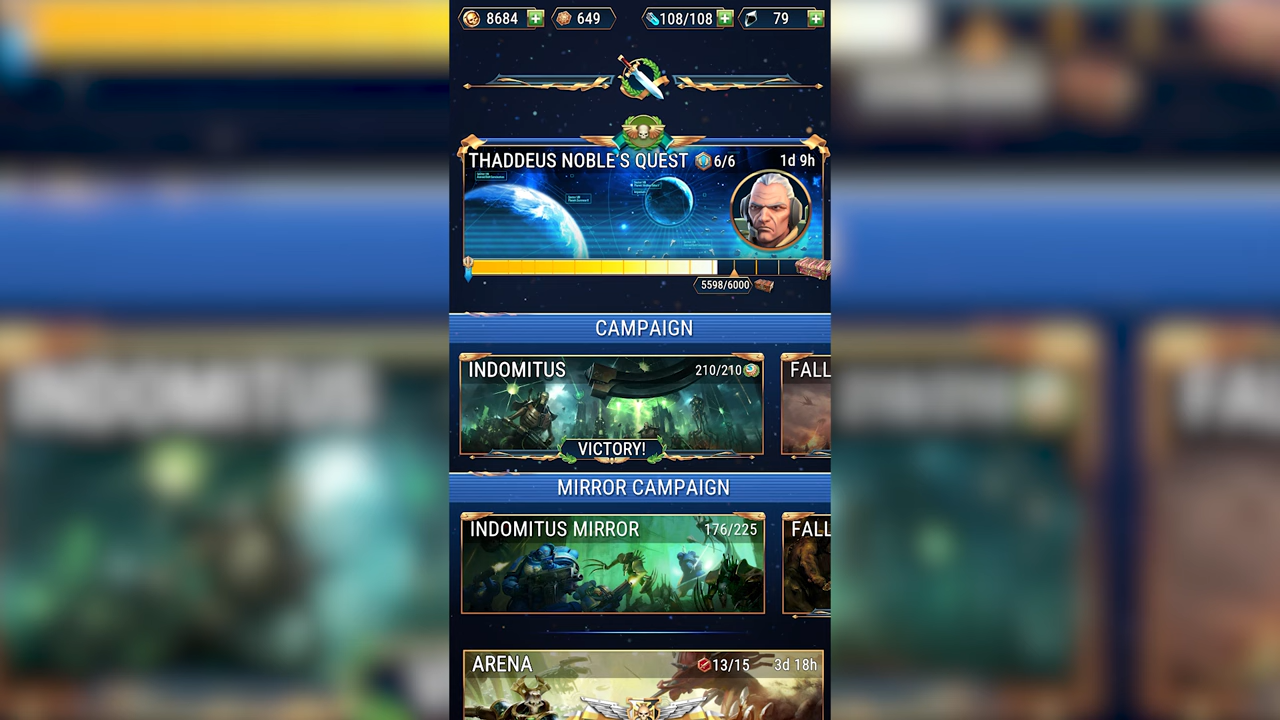 8684 649 108/108 79
THADDEUS NOBLE'S QUEST 6/6 1d 9h
5598/6000
CAMPAIGN
INDOMITUS 210/210 FALL
VICTORY!
MIRROR CAMPAIGN
INDOMITUS MIRROR 176/225 FALL
ARENA 13/15 3d 18h